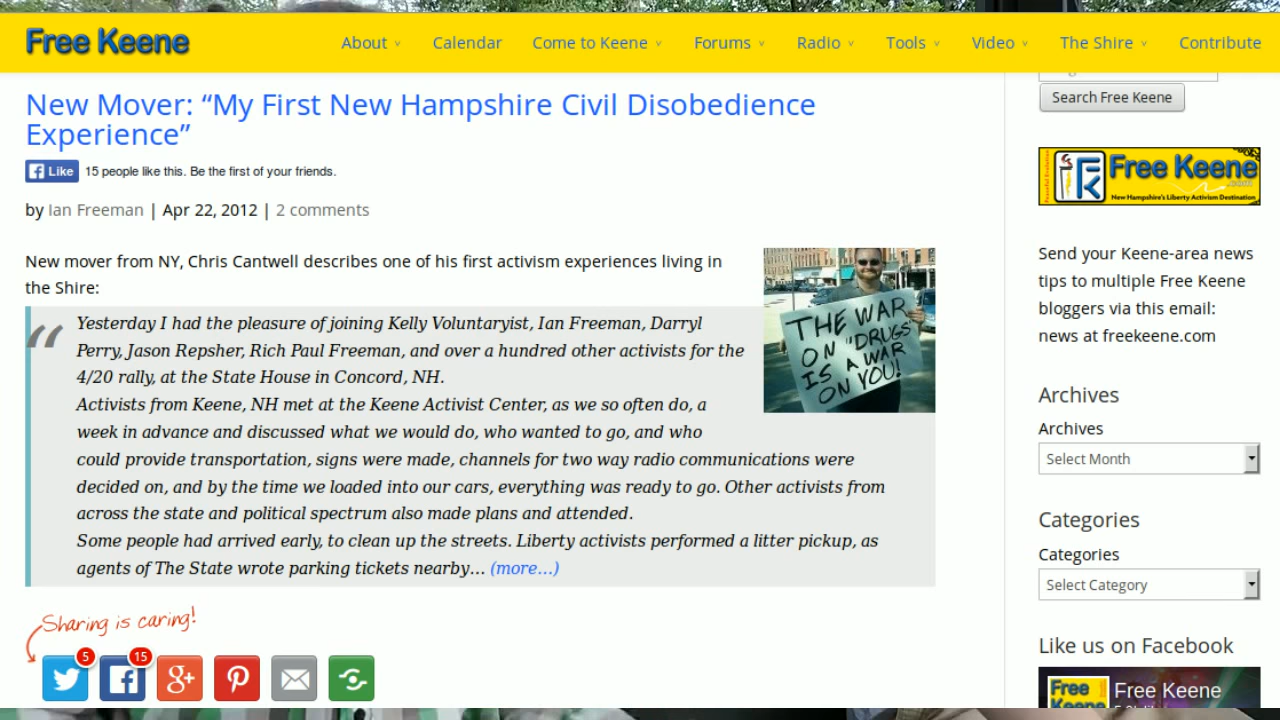 Free Keene
About Calendar Come to Keene Forums Radio Tools Video The Shire Contribute
New Mover: “My First New Hampshire Civil Disobedience
Experience”
Like 15 people like this. Be the first of your friends.
by Ian Freeman | Apr 22, 2012 | 2 comments
New mover from NY, Chris Cantwell describes one of his first activism experiences living in
the Shire:
“
Yesterday I had the pleasure of joining Kelly Voluntaryist, Ian Freeman, Darryl
Perry, Jason Repsher, Rich Paul Freeman, and over a hundred other activists for the
4/20 rally, at the State House in Concord, NH.
Activists from Keene, NH met at the Keene Activist Center, as we so often do, a
week in advance and discussed what we would do, who wanted to go, and who
could provide transportation, signs were made, channels for two way radio communications were
decided on, and by the time we loaded into our cars, everything was ready to go. Other activists from
across the state and political spectrum also made plans and attended.
Some people had arrived early, to clean up the streets. Liberty activists performed a litter pickup, as
agents of The State wrote parking tickets nearby… (more…)
THE WAR
ON "DRUGS"
IS A WAR
ON YOU!
Sharing is caring!
5
15
Search Free Keene
Free Keene
.com
New Hampshire's Liberty Activism Destination
Send your Keene-area news
tips to multiple Free Keene
bloggers via this email:
news at freekeene.com
Archives
Archives
Select Month
Categories
Categories
Select Category
Like us on Facebook
Free
Free Keene